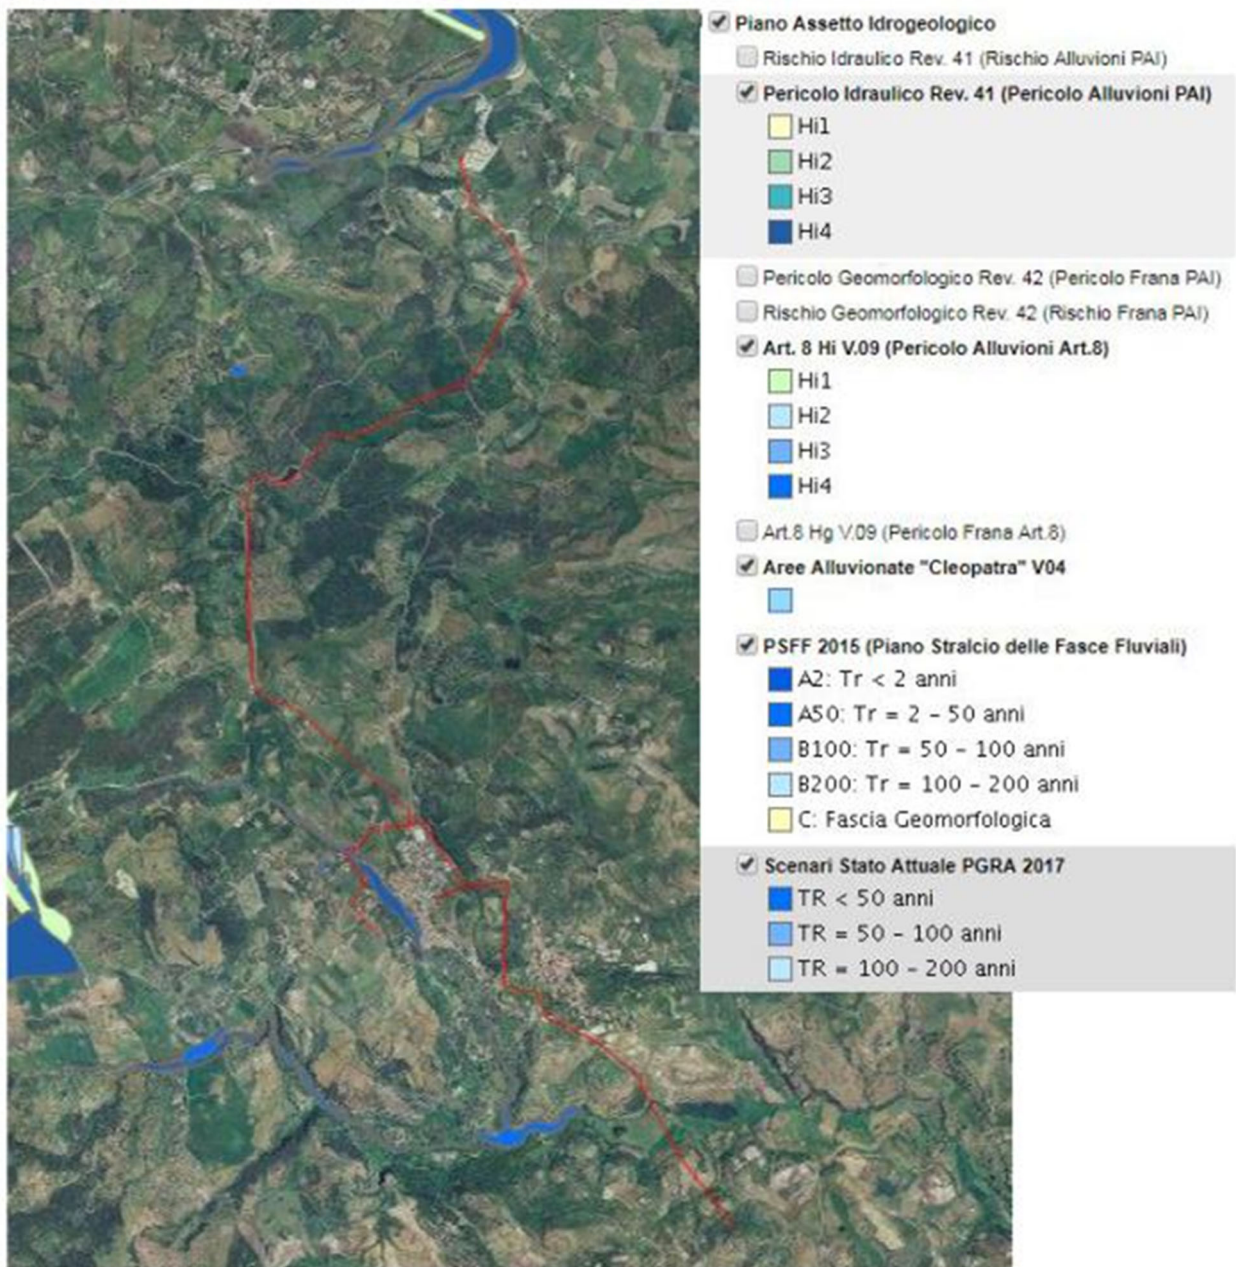 Piano Assetto Idrogeologico
Rischio Idraulico Rev. 41 (Rischio Alluvioni PAI)
Pericolo Idraulico Rev. 41 (Pericolo Alluvioni PAI)
Hi1
Hi2
Hi3
Hi4
Pericolo Geomorfologico Rev. 42 (Pericolo Frana PAI)
Rischio Geomorfologico Rev. 42 (Rischio Frana PAI)
Art. 8 Hi V.09 (Pericolo Alluvioni Art.8)
Hi1
Hi2
Hi3
Hi4
Art.8 Hg V.09 (Pericolo Frana Art.8)
Aree Alluvionate "Cleopatra" V04
PSFF 2015 (Piano Stralcio delle Fasce Fluviali)
A2: Tr < 2 anni
A50: Tr = 2 - 50 anni
B100: Tr = 50 - 100 anni
B200: Tr = 100 - 200 anni
C: Fascia Geomorfologica
Scenari Stato Attuale PGRA 2017
TR < 50 anni
TR = 50 - 100 anni
TR = 100 - 200 anni